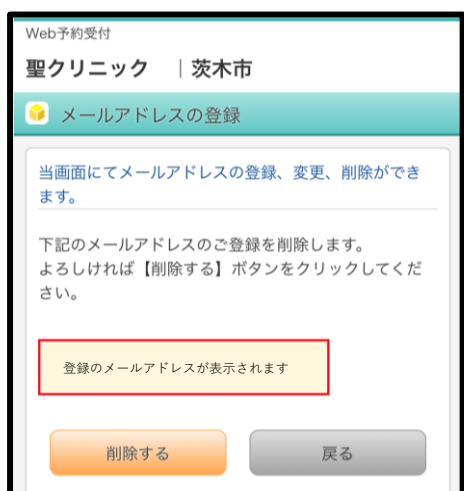 Web予約受付
聖クリニック ｜茨木市
メールアドレスの登録
当画面にてメールアドレスの登録、変更、削除ができ
ます。
下記のメールアドレスのご登録を削除します。
よろしければ【削除する】ボタンをクリックしてくだ
さい。
登録のメールアドレスが表示されます
削除する
戻る